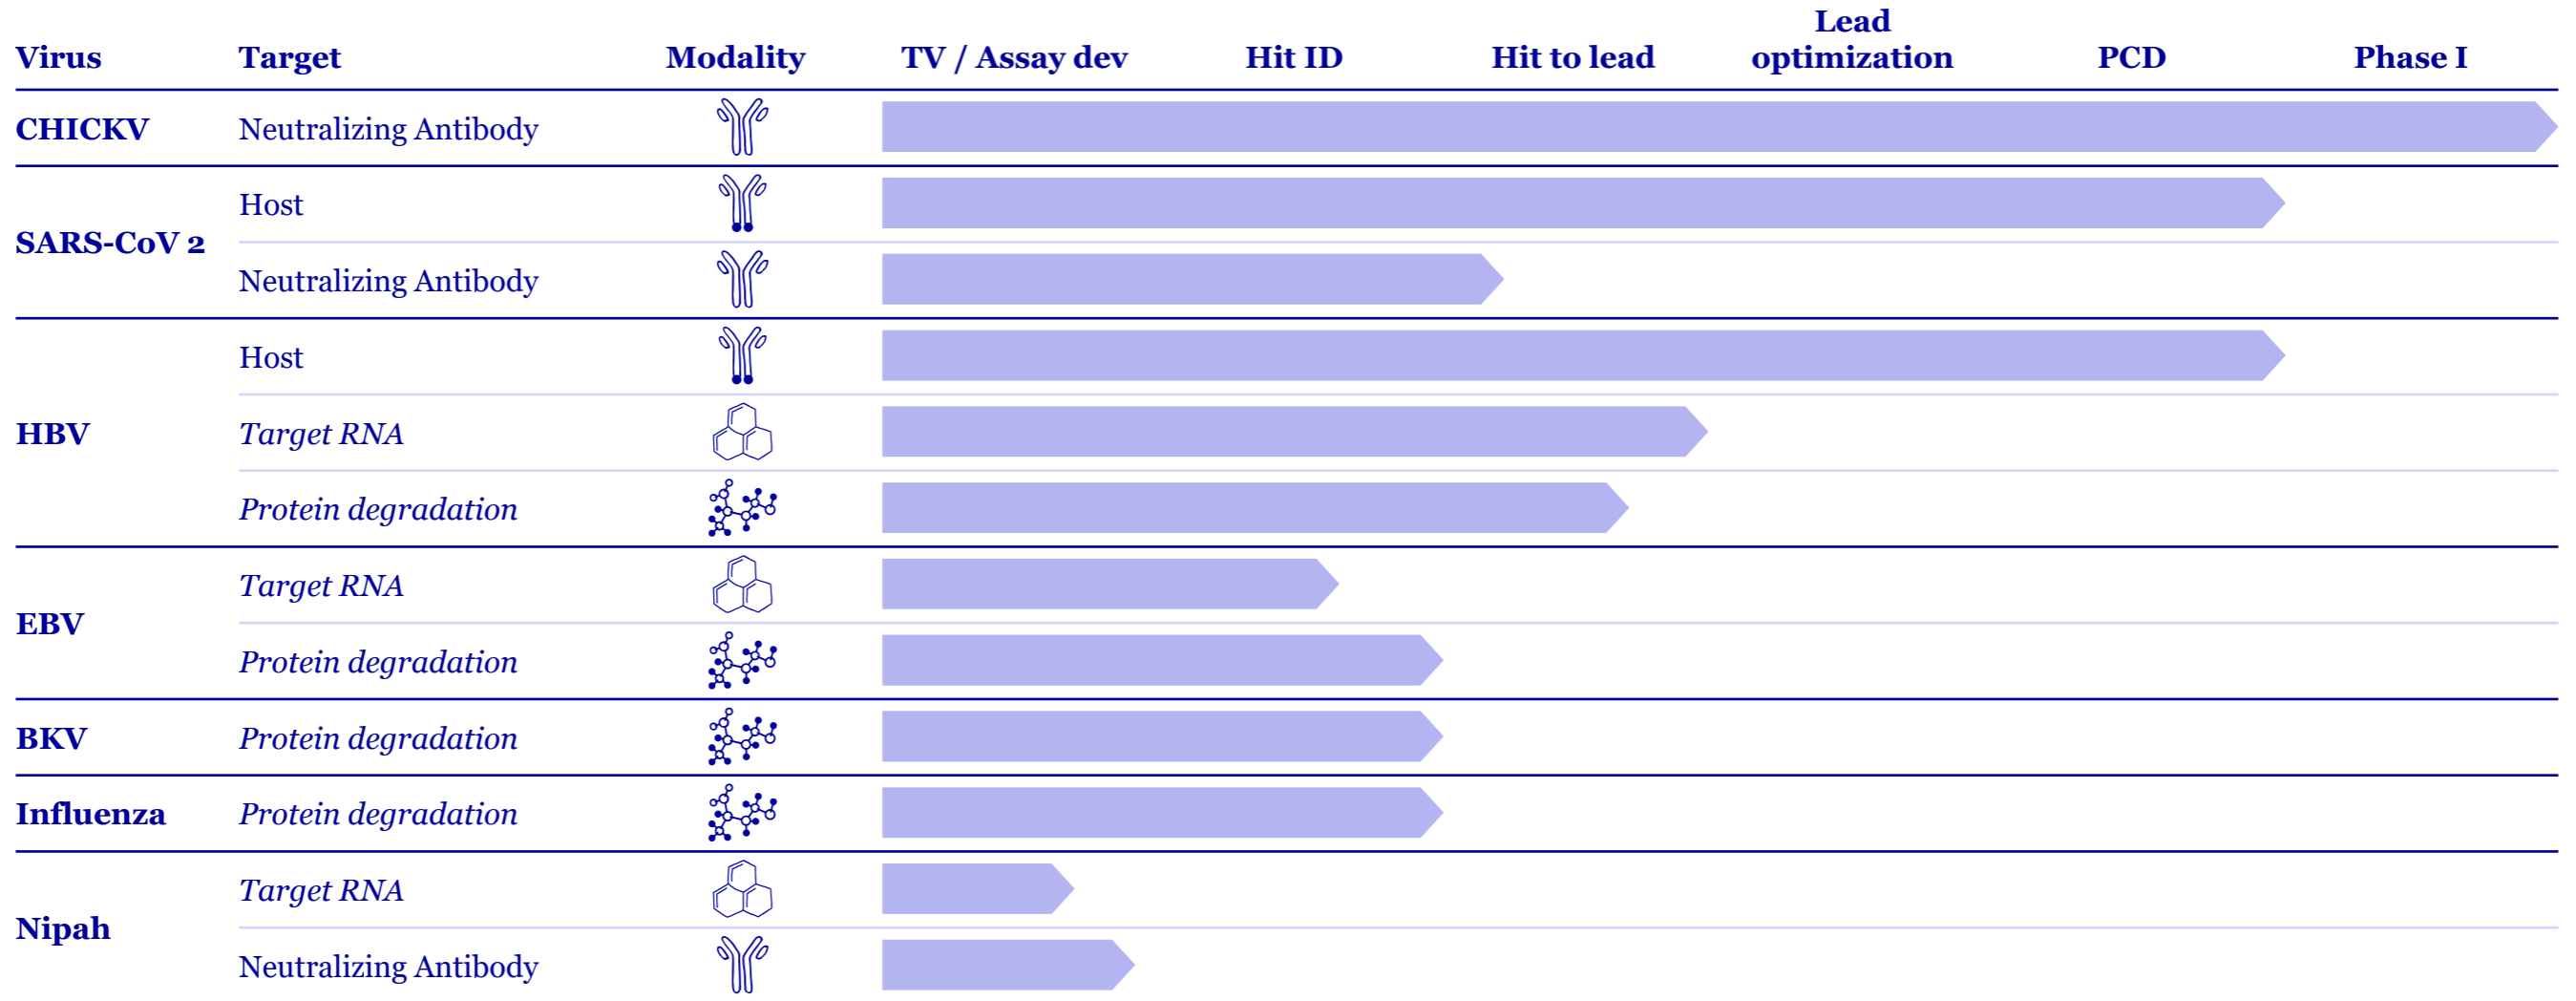 Virus Target Modality TV / Assay dev Hit ID Hit to lead Lead optimization PCD Phase I
CHICKV Neutralizing Antibody
SARS-CoV 2
Host
Neutralizing Antibody
HBV
Host
Target RNA
Protein degradation
EBV
Target RNA
Protein degradation
BKV Protein degradation
Influenza Protein degradation
Nipah
Target RNA
Neutralizing Antibody